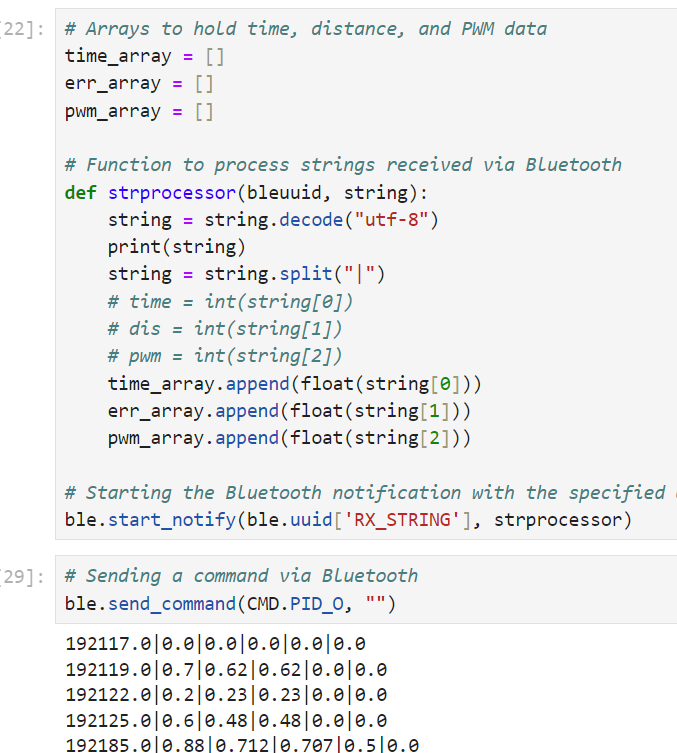 22]:
# Arrays to hold time, distance, and PWM data
time_array = []
err_array = []
pwm_array = []
# Function to process strings received via Bluetooth
def strprocessor(bleuuid, string):
    string = string.decode("utf-8")
    print(string)
    string = string.split("|")
    # time = int(string[0])
    # dis = int(string[1])
    # pwm = int(string[2])
    time_array.append(float(string[0]))
    err_array.append(float(string[1]))
    pwm_array.append(float(string[2]))
# Starting the Bluetooth notification with the specified
ble.start_notify(ble.uuid['RX_STRING'], strprocessor)
[29]:
# Sending a command via Bluetooth
ble.send_command(CMD.PID_O, "")
192117.0|0.0|0.0|0.0|0.0|0.0
192119.0|0.7|0.62|0.62|0.0|0.0
192122.0|0.2|0.23|0.23|0.0|0.0
192125.0|0.6|0.48|0.48|0.0|0.0
192185.0|0.88|0.712|0.707|0.5|0.0